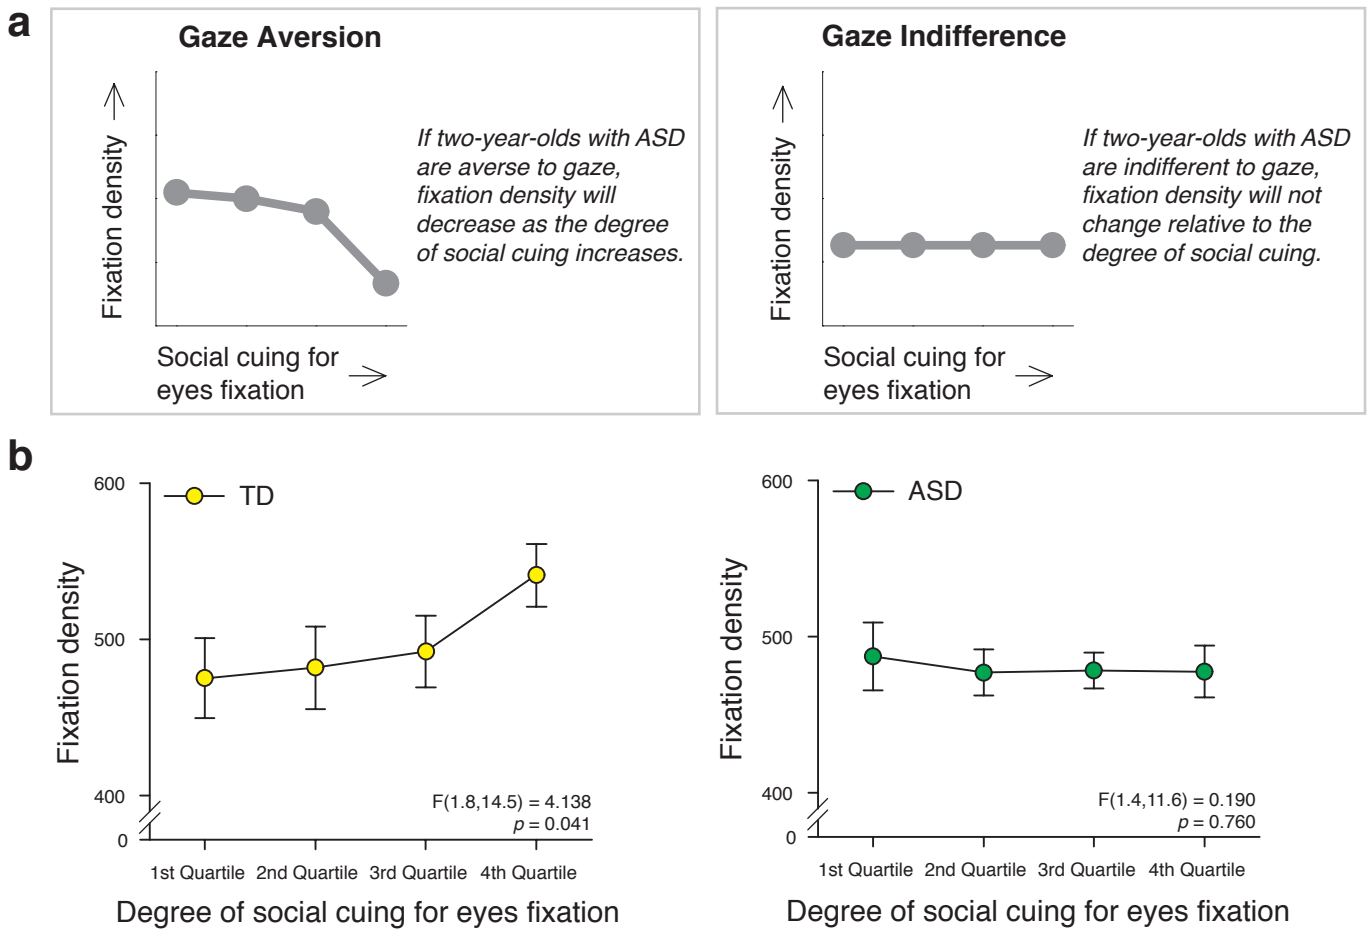 a
Gaze Aversion
Fixation density
If two-year-olds with ASD
are averse to gaze,
fixation density will
decrease as the degree
of social cuing increases.
Social cuing for
eyes fixation
Gaze Indifference
Fixation density
If two-year-olds with ASD
are indifferent to gaze,
fixation density will not
change relative to the
degree of social cuing.
Social cuing for
eyes fixation
b
TD
Fixation density
600
500
400
0
F(1.8,14.5) = 4.138
p = 0.041
1st Quartile 2nd Quartile 3rd Quartile 4th Quartile
Degree of social cuing for eyes fixation
ASD
Fixation density
600
500
400
0
F(1.4,11.6) = 0.190
p = 0.760
1st Quartile 2nd Quartile 3rd Quartile 4th Quartile
Degree of social cuing for eyes fixation